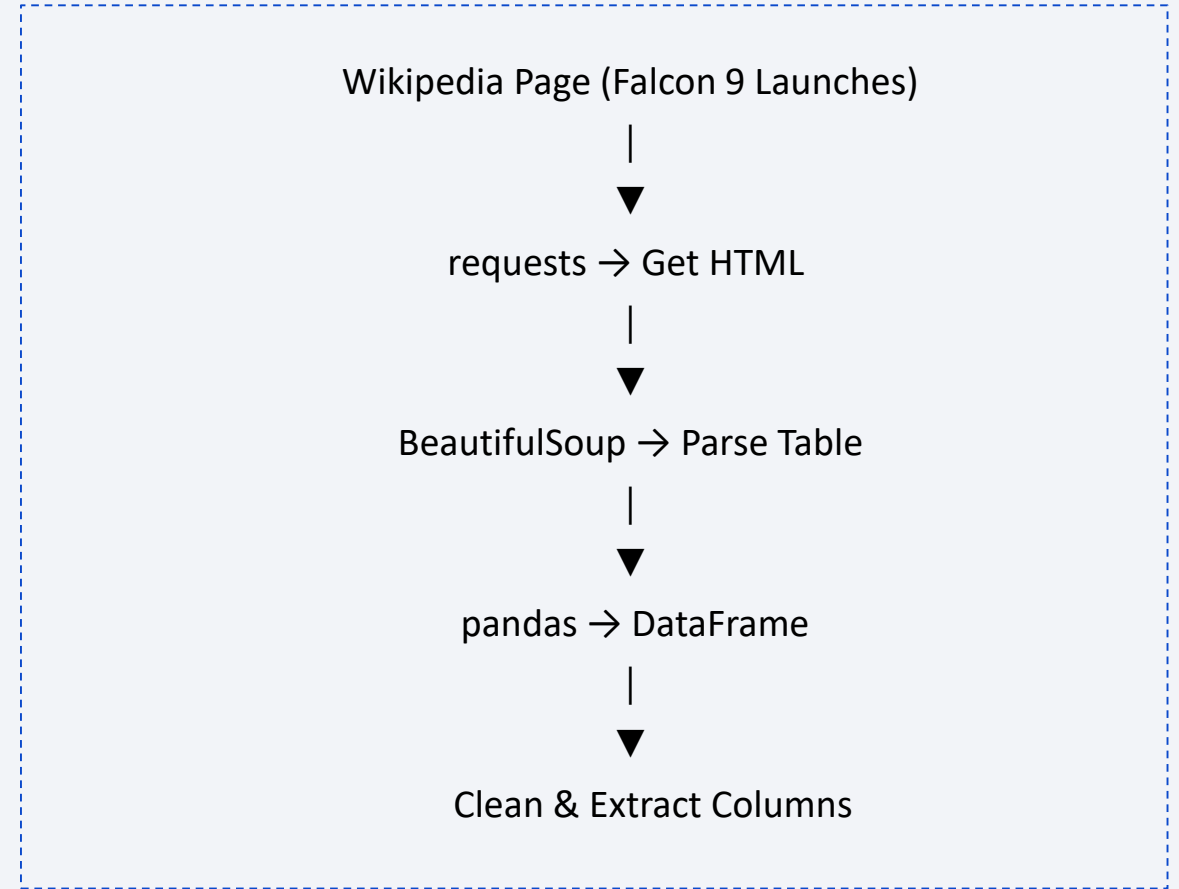 Wikipedia Page (Falcon 9 Launches)
|
▼
requests → Get HTML
|
▼
BeautifulSoup → Parse Table
|
▼
pandas → DataFrame
|
▼
Clean & Extract Columns